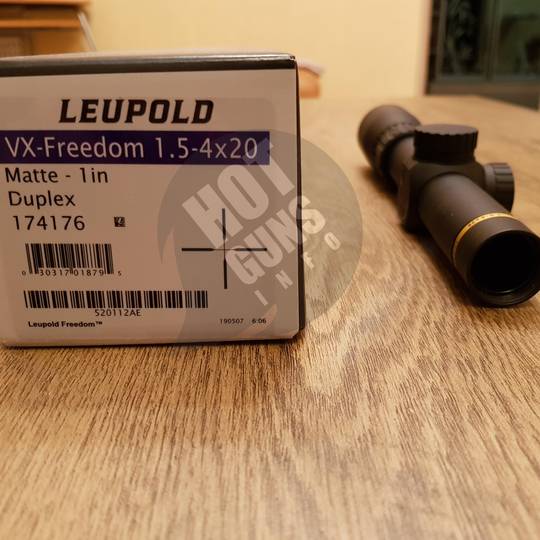 LEUPOLD
VX-Freedom 1.5-4x20
Matte - 1in
Duplex
174176
0 30317 01879 5
S20112AE
Leupold Freedom™
190507 6:06
HOT
GUNS
INFO